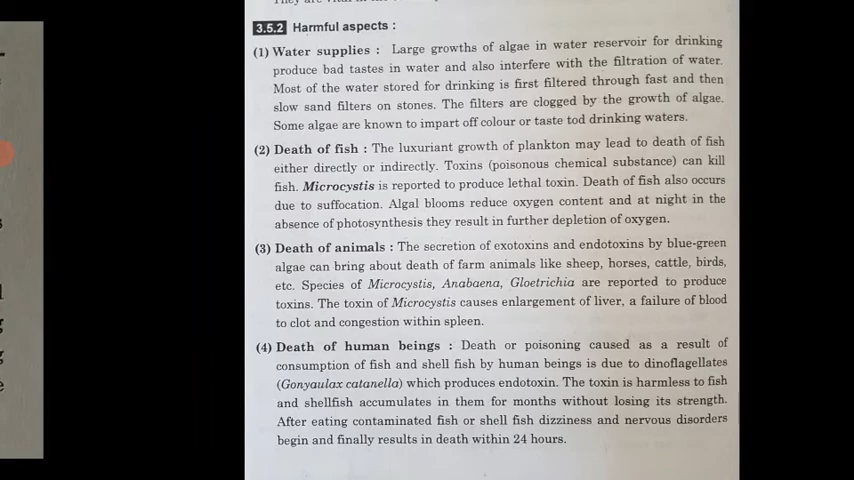 3.5.2 Harmful aspects :
(1) Water supplies : Large growths of algae in water reservoir for drinking
produce bad tastes in water and also interfere with the filtration of water.
Most of the water stored for drinking is first filtered through fast and then
slow sand filters on stones. The filters are clogged by the growth of algae.
Some algae are known to impart off colour or taste tod drinking waters.
(2) Death of fish : The luxuriant growth of plankton may lead to death of fish
either directly or indirectly. Toxins (poisonous chemical substance) can kill
fish. Microcystis is reported to produce lethal toxin. Death of fish also occurs
due to suffocation. Algal blooms reduce oxygen content and at night in the
absence of photosynthesis they result in further depletion of oxygen.
(3) Death of animals : The secretion of exotoxins and endotoxins by blue-green
algae can bring about death of farm animals like sheep, horses, cattle, birds,
etc. Species of Microcystis, Anabaena, Gloetrichia are reported to produce
toxins. The toxin of Microcystis causes enlargement of liver, a failure of blood
to clot and congestion within spleen.
(4) Death of human beings : Death or poisoning caused as a result of
consumption of fish and shell fish by human beings is due to dinoflagellates
(Gonyaulax catanella) which produces endotoxin. The toxin is harmless to fish
and shellfish accumulates in them for months without losing its strength.
After eating contaminated fish or shell fish dizziness and nervous disorders
begin and finally results in death within 24 hours.